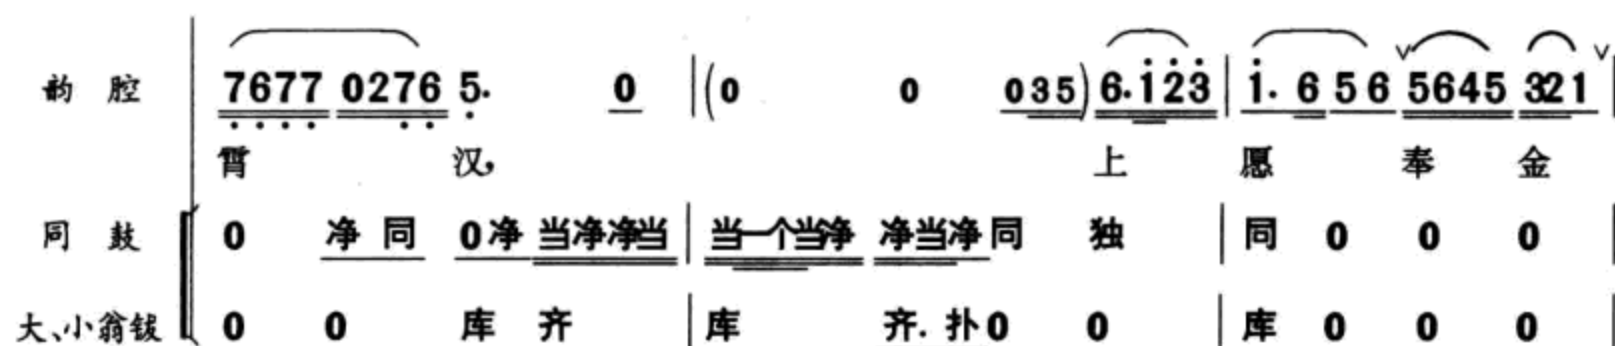 韵腔 7677 0276 5. 0 | (0 0 035) 6.123 | 1. 6 56 5645 321 |
霄 汉, 上 愿 奉 金
同鼓 0 净 同 0净 当净净当 | 当一个当净 净当净同 独 | 同 0 0 0 |
大、小翁钹 0 0 库 齐 | 库 齐. 扑0 0 | 库 0 0 0 |